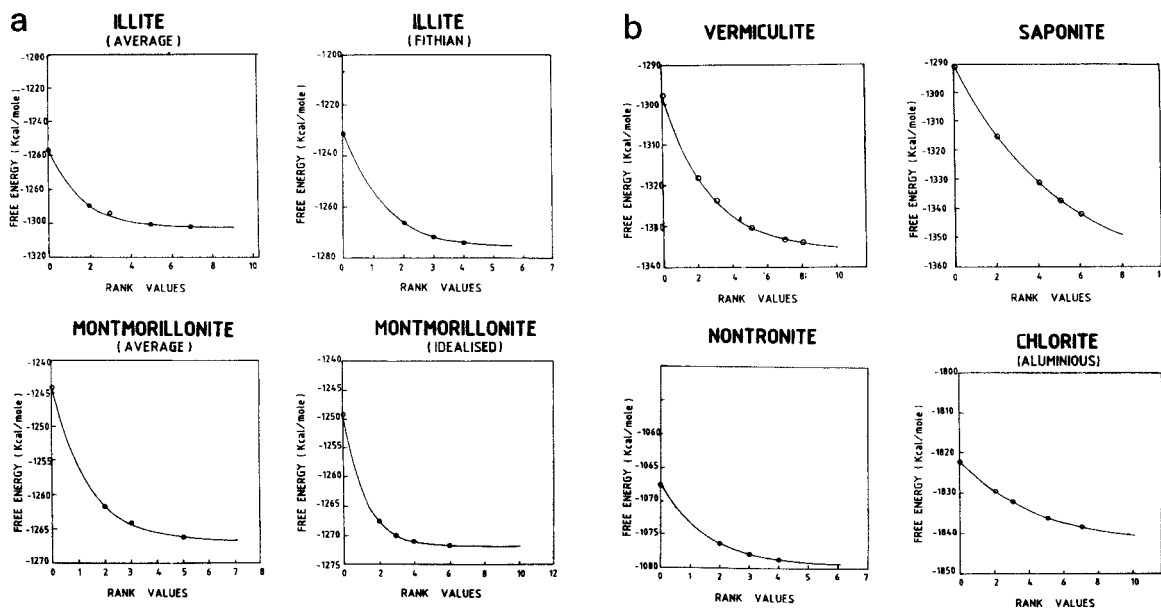 a
ILLITE
(AVERAGE)
FREE ENERGY (Kcal/mole)
-1200
-1220
-1240
-1260
-1280
-1300
-1320
0 2 4 6 8 10
RANK VALUES
ILLITE
(FITHIAN)
FREE ENERGY (Kcal/mole)
-1200
-1220
-1240
-1260
-1280
0 1 2 3 4 5 6 7
RANK VALUES
MONTMORILLONITE
(AVERAGE)
FREE ENERGY (Kcal/mole)
-1240
-1245
-1250
-1255
-1260
-1265
-1270
0 1 2 3 4 5 6 7 8
RANK VALUES
MONTMORILLONITE
(IDEALISED)
FREE ENERGY (Kcal/mole)
-1240
-1245
-1250
-1255
-1260
-1265
-1270
-1275
0 2 4 6 8 10 12
RANK VALUES
b
VERMICULITE
FREE ENERGY (Kcal/mole)
-1290
-1300
-1310
-1320
-1330
-1340
0 2 4 6 8 10
RANK VALUES
SAPONITE
FREE ENERGY (Kcal/mole)
-1290
-1300
-1310
-1320
-1330
-1340
-1350
-1360
0 2 4 6 8
RANK VALUES
NONTRONITE
FREE ENERGY (Kcal/mole)
-1060
-1065
-1070
-1075
-1080
0 1 2 3 4 5 6 7
RANK VALUES
CHLORITE
(ALUMINIOUS)
FREE ENERGY (Kcal/mole)
-1800
-1810
-1820
-1830
-1840
-1850
0 2 4 6 8 10
RANK VALUES